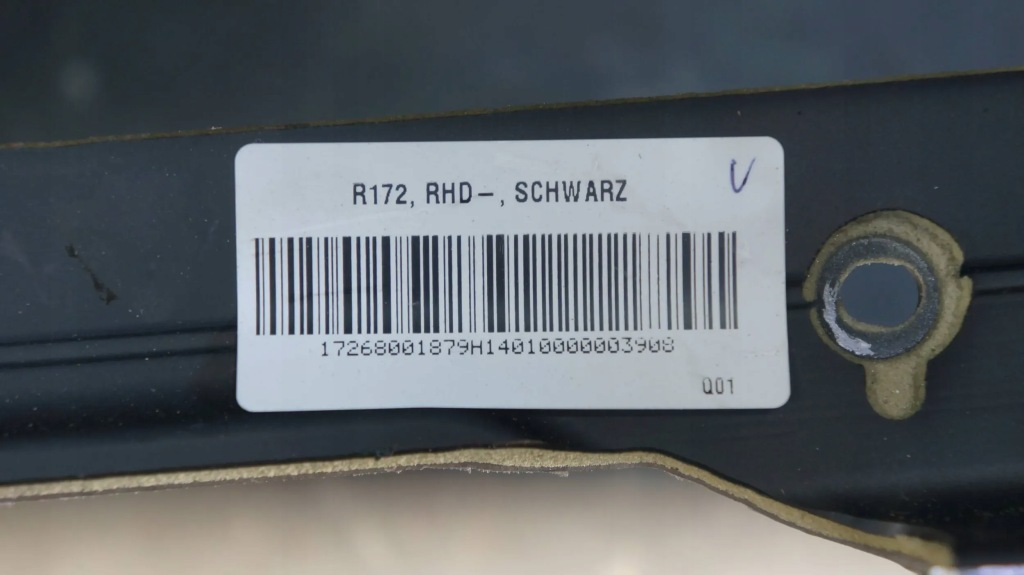 R172, RHD-, SCHWARZ
V
17268001879H14010000003908
Q01